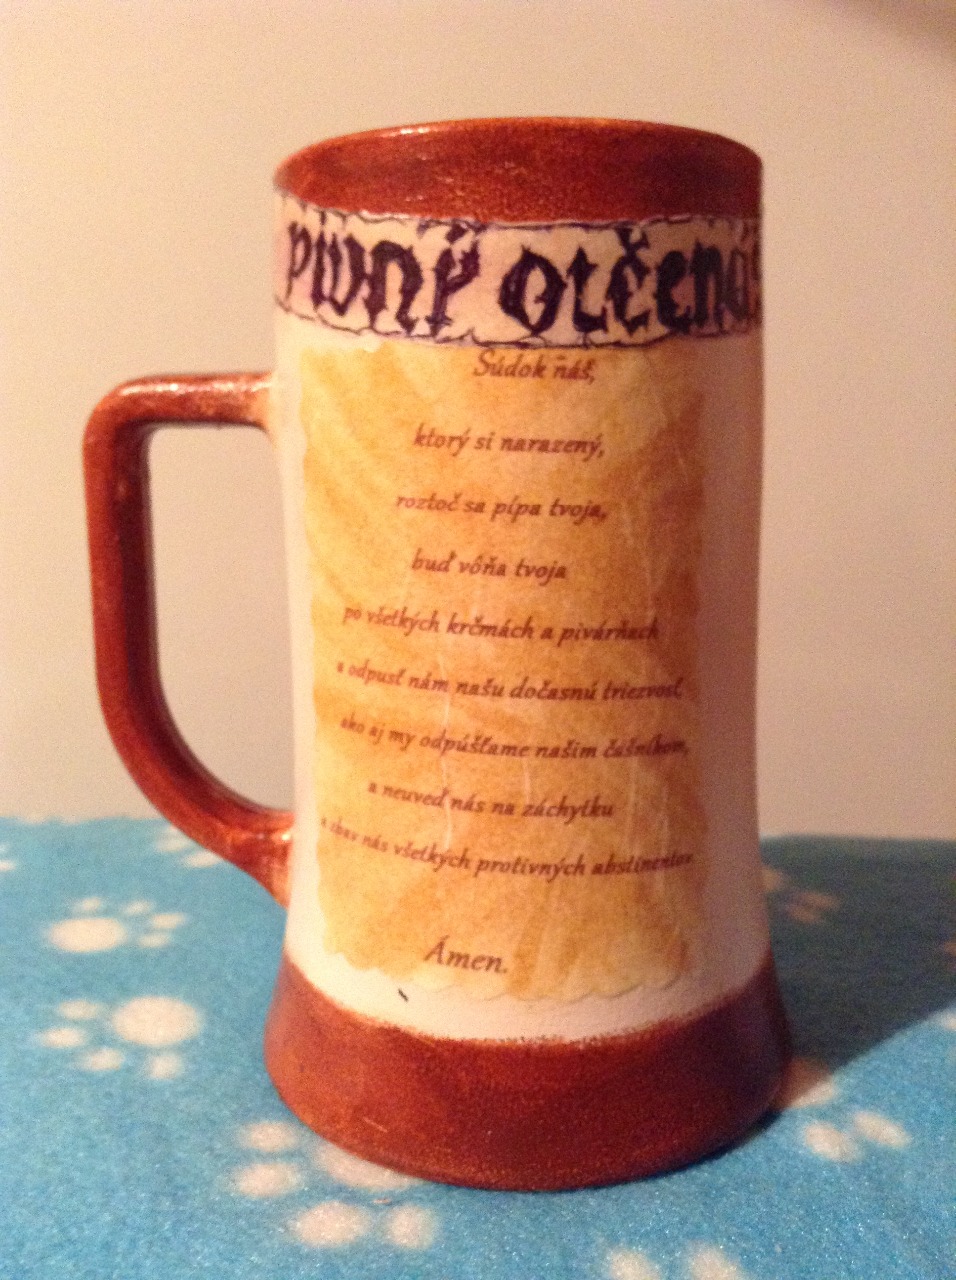 pivný otčenáš
Súdok náš,
ktorý si narazený,
roztoč sa pípa tvoja,
buď vôňa tvoja
po všetkých krčmách a pivárňach
a odpusť nám našu dočasnú triezvosť,
ako aj my odpúšťame našim čašníkom,
a neuveď nás na záchytku
a zbav nás všetkých protivných abstinentov
Ámen.